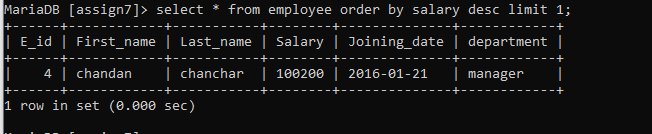 MariaDB [assign7]> select * from employee order by salary desc limit 1;
+------+------------+-----------+--------+--------------+------------+
| E_id | First_name | Last_name | Salary | Joining_date | department |
+------+------------+-----------+--------+--------------+------------+
|    4 | chandan    | chanchar  | 100200 | 2016-01-21   | manager    |
+------+------------+-----------+--------+--------------+------------+
1 row in set (0.000 sec)